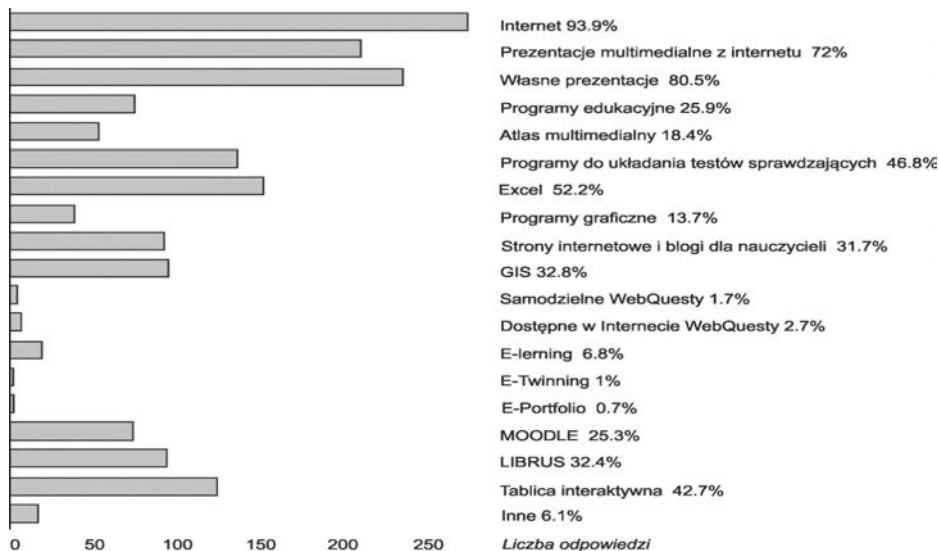 Internet 93.9%
Prezentacje multimedialne z internetu 72%
Własne prezentacje 80.5%
Programy edukacyjne 25.9%
Atlas multimedialny 18.4%
Programy do układania testów sprawdzających 46.8%
Excel 52.2%
Programy graficzne 13.7%
Strony internetowe i blogi dla nauczycieli 31.7%
GIS 32.8%
Samodzielne WebQuesty 1.7%
Dostępne w Internecie WebQuesty 2.7%
E-lerning 6.8%
E-Twinning 1%
E-Portfolio 0.7%
MOODLE 25.3%
LIBRUS 32.4%
Tablica interaktywna 42.7%
Inne 6.1%
0 50 100 150 200 250 Liczba odpowiedzi